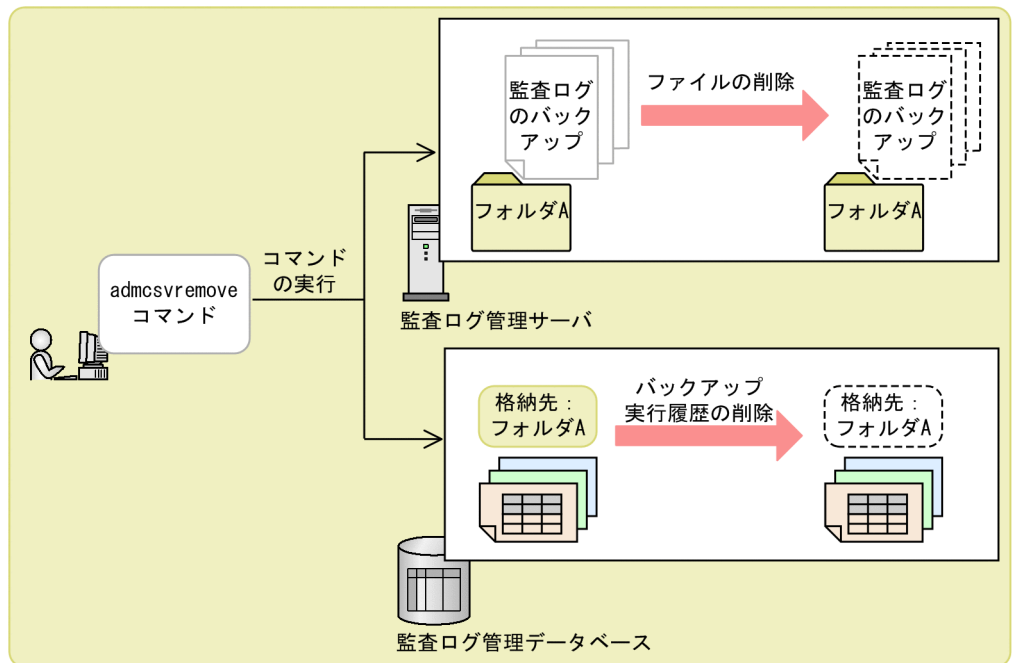 監査ログ
のバック
アップ
ファイルの削除
監査ログ
のバック
アップ
フォルダA
フォルダA
コマンド
の実行
admcsvremove
コマンド
監査ログ管理サーバ
格納先：
フォルダA
バックアップ
実行履歴の削除
格納先：
フォルダA
監査ログ管理データベース